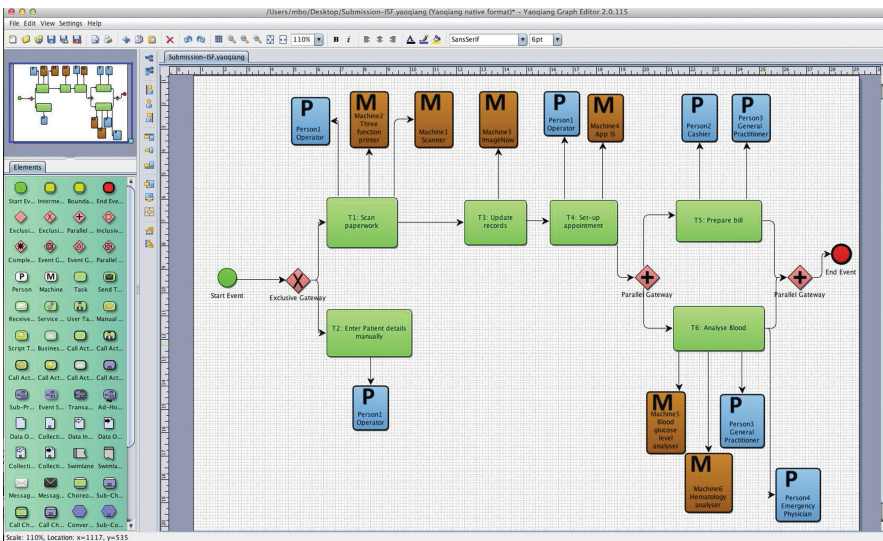 /Users/mbo/Desktop/Submission-ISF.yaoqiang (Yaoqiang native format)* - Yaoqiang Graph Editor 2.0.115
File Edit View Settings Help
110%
B i
A
SansSerif
6pt
Submission-ISF.yaoqiang
Elements
Start Ev... Interme... Bounda... End Eve...
Exclusi... Exclusi... Parallel ... Inclusiv...
Comple... Event G... Event G... Parallel ...
P M
Person Machine Task Send T...
Receive... Service ... User Ta... Manual ...
Script T... Busines... Call Act... Call Act...
Call Act... Call Act... Call Act... Call Act...
Sub-Pr... Event S... Transa... Ad-Ho...
Data O... Collecti... Data In... Data O...
Collecti... Collecti... Swimlane Swimla...
Messag... Messag... Choreo... Sub-Ch...
Call Ch... Call Ch... Conver... Sub-Co...
P
Person1
Operator
M
Machine2
Three
function
printer
M
Machine1
Scanner
M
Machine3
ImageNow
P
Person1
Operator
M
Machine4
App IS
P
Person2
Cashier
P
Person3
General
Practitioner
T1: Scan
paperwork
T3: Update
records
T4: Set-up
appointment
T5: Prepare bill
Start Event
X
Exclusive Gateway
Parallel Gateway
Parallel Gateway
End Event
T2: Enter Patient details
manually
T6: Analyse Blood
P
Person1
Operator
M
Machine5
Blood
glucose
level
analyser
P
Person3
General
Practitioner
M
Machine6
Hematology
analyser
P
Person4
Emergency
Physician
Scale: 110%, Location: x=1117, y=535